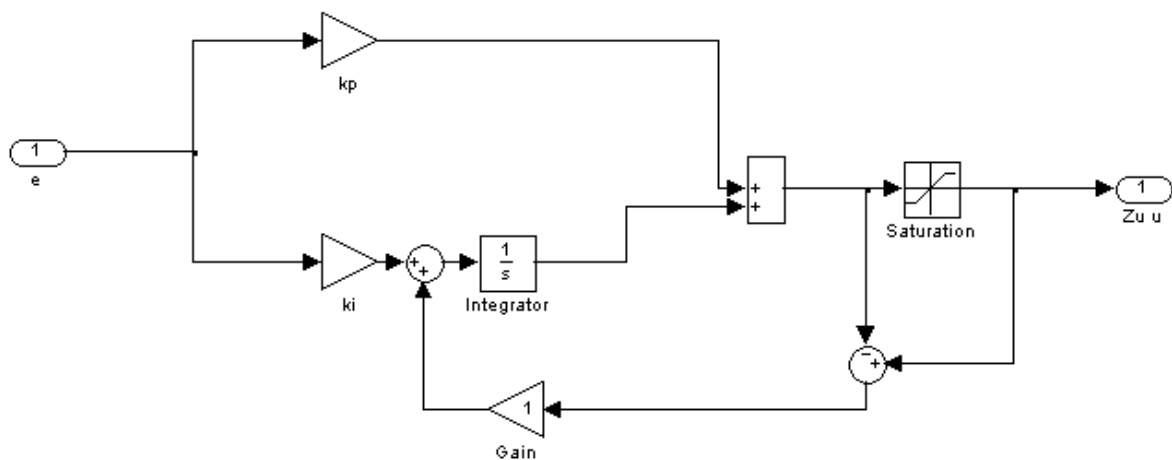 kp
1
e
+
+
1
Zu u
Saturation
ki
+
+
1
s
Integrator
−
+
1
Gain